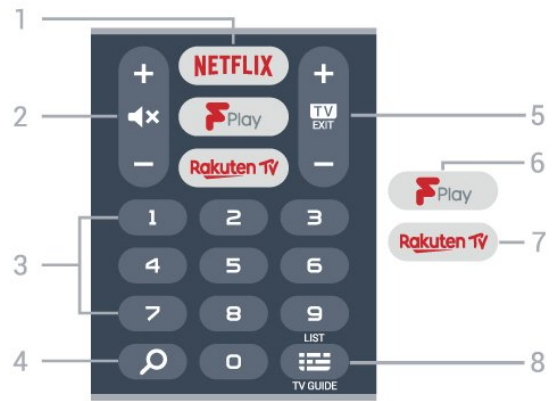 1
NETFLIX
+ +
2
TV
EXIT
5
F Play
6
F Play
- -
Rakuten TV
Rakuten TV
7
1 2 3
3
4 5 6
7 8 9
LIST
4
0
8
TV GUIDE